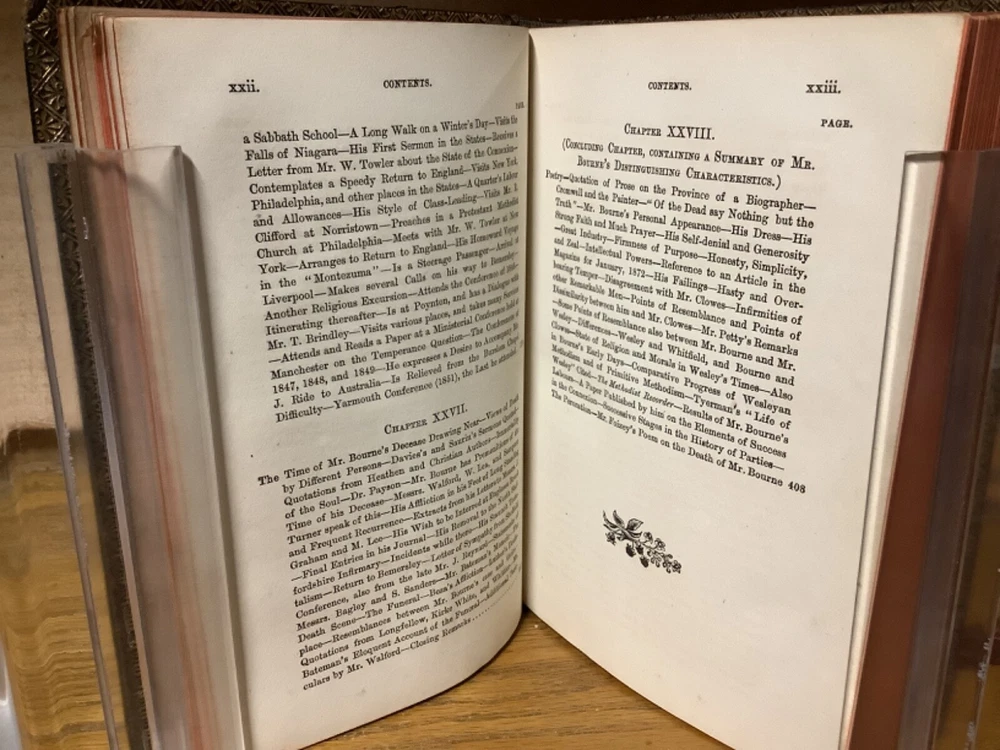 xxii. CONTENTS.
a Sabbath School—A Long Walk on a Winter's Day—Visits the
Falls of Niagara—His First Sermon in the States—Receives a
Letter from Mr. W. Towler about the State of the Connexion—
Contemplates a Speedy Return to England—Visits New York,
Philadelphia, and other places in the States—A Quarter's Labour
and Allowances—His Style of Class-Leading—Visits Mr. I.
Clifford at Norristown—Preaches in a Protestant Methodist
Church at Philadelphia—Meets with Mr. W. Towler at New
York—Arranges to Return to England—His Homeward Voyage
in the "Montezuma"—Is a Steerage Passenger—Arrival at
Liverpool—Makes several Calls on his way to Bemersley—
Another Religious Excursion—Attends the Conference of
Itinerating thereafter—Is at Poynton, and has a Dialogue with
Mr. T. Brindley—Visits various places, and takes many Services
—Attends and Reads a Paper at a Ministerial Conference held at
Manchester on the Temperance Question—The Conferences of
1847, 1848, and 1849—He expresses a Desire to Accompany Mr.
J. Ride to Australia—Is Relieved from the Burslem Chapel
Difficulty—Yarmouth Conference (1851), the Last he attended
CHAPTER XXVII.
The Time of Mr. Bourne's Decease Drawing Near—Views of Death
by Different Persons—Davies's and Saurin's Sermons Quoted—
Quotations from Heathen and Christian Authors—Immortality
of the Soul—Dr. Payson—Mr. Bourne has Premonitions of the
Time of his Decease—Messrs. Walford, W. Lea, and Services
Turner speak of this—His Affliction in his Feet of Long Standing
and Frequent Recurrence—Extracts from his Letters to Messrs.
Graham and M. Lee—His Wish to be Interred at Englesea Brook
—Final Entries in his Journal—His Removal to the North Staf-
fordshire Infirmary—Incidents while there—His
talism—Return to Bemersley—Letter of Sympathy from
Conference, also from the late Mr. J. Baynard—
Messrs. Bagley and S. Sanders—Mr. Bateman's
Death Scene—The Funeral—Beza's Affliction—
place—Resemblances between Mr. Bourne's case and
Quotations from Longfellow, Kirke White, and
Bateman's Eloquent Account of the Funeral—Additional Parti-
culars by Mr. Walford—Closing Remarks........
CONTENTS. xxiii.
PAGE.
CHAPTER XXVIII.
(CONCLUDING CHAPTER, CONTAINING A SUMMARY OF MR.
BOURNE'S DISTINGUISHING CHARACTERISTICS.)
Poetry—Quotation of Prose on the Province of a Biographer—
Cromwell and the Painter—"Of the Dead say Nothing but the
Truth"—Mr. Bourne's Personal Appearance—His Dress—His
Strong Faith and Much Prayer—His Self-denial and Generosity
—Great Industry—Firmness of Purpose—Honesty, Simplicity,
and Zeal—Intellectual Powers—Reference to an Article in the
Magazine for January, 1872—His Failings—Hasty and Over-
bearing Temper—Disagreement with Mr. Clowes—Infirmities of
other Remarkable Men—Points of Resemblance and Points of
Dissimilarity between him and Mr. Clowes—Mr. Petty's Remarks
—Some Points of Resemblance also between Mr. Bourne and Mr.
Wesley—Differences—Wesley and Whitfield, and Bourne and
Clowes—State of Religion and Morals in Wesley's Times—Also
in Bourne's Early Days—Comparative Progress of Wesleyan
Methodism and of Primitive Methodism—Tyerman's "Life of
Wesley" Cited—The Methodist Recorder—Results of Mr. Bourne's
Labours—A Paper Published by him on the Elements of Success
in the Connexion—Successive Stages in the History of Parties—
The Peroration—Mr. Foizey's Poem on the Death of Mr. Bourne 408